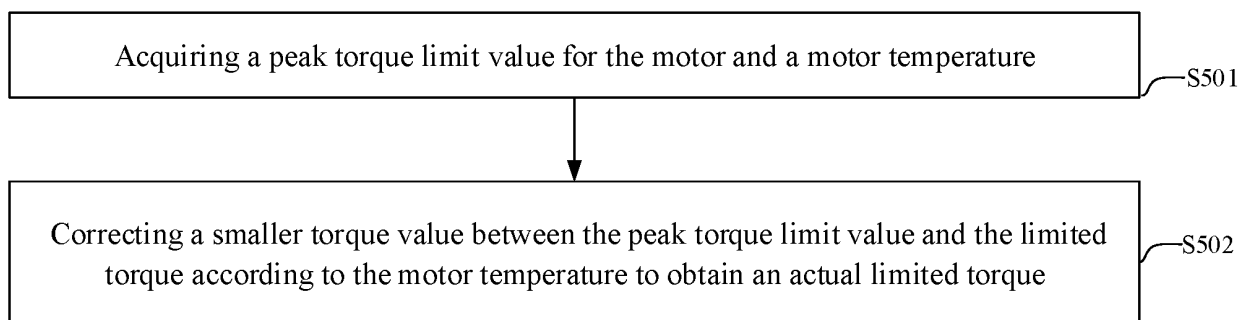 Acquiring a peak torque limit value for the motor and a motor temperature
S501
Correcting a smaller torque value between the peak torque limit value and the limited
torque according to the motor temperature to obtain an actual limited torque
S502